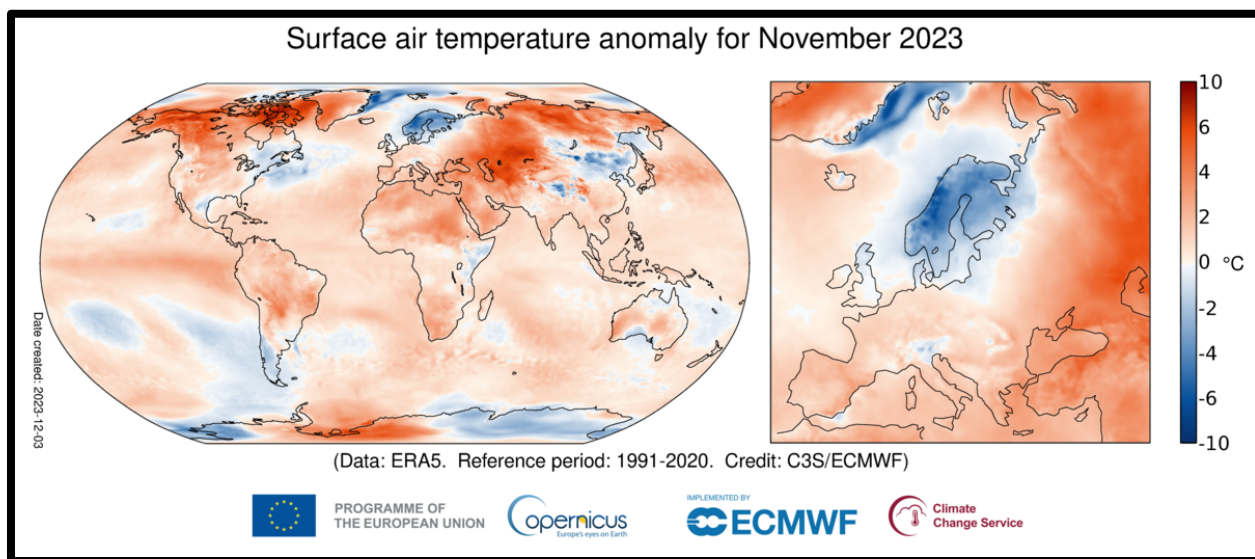 Surface air temperature anomaly for November 2023
10
6
4
2
0 °C
-2
-4
-6
-10
Date created: 2023-12-03
(Data: ERA5. Reference period: 1991-2020. Credit: C3S/ECMWF)
PROGRAMME OF
THE EUROPEAN UNION
opernicus
Europe's eyes on Earth
IMPLEMENTED BY
ECMWF
Climate
Change Service